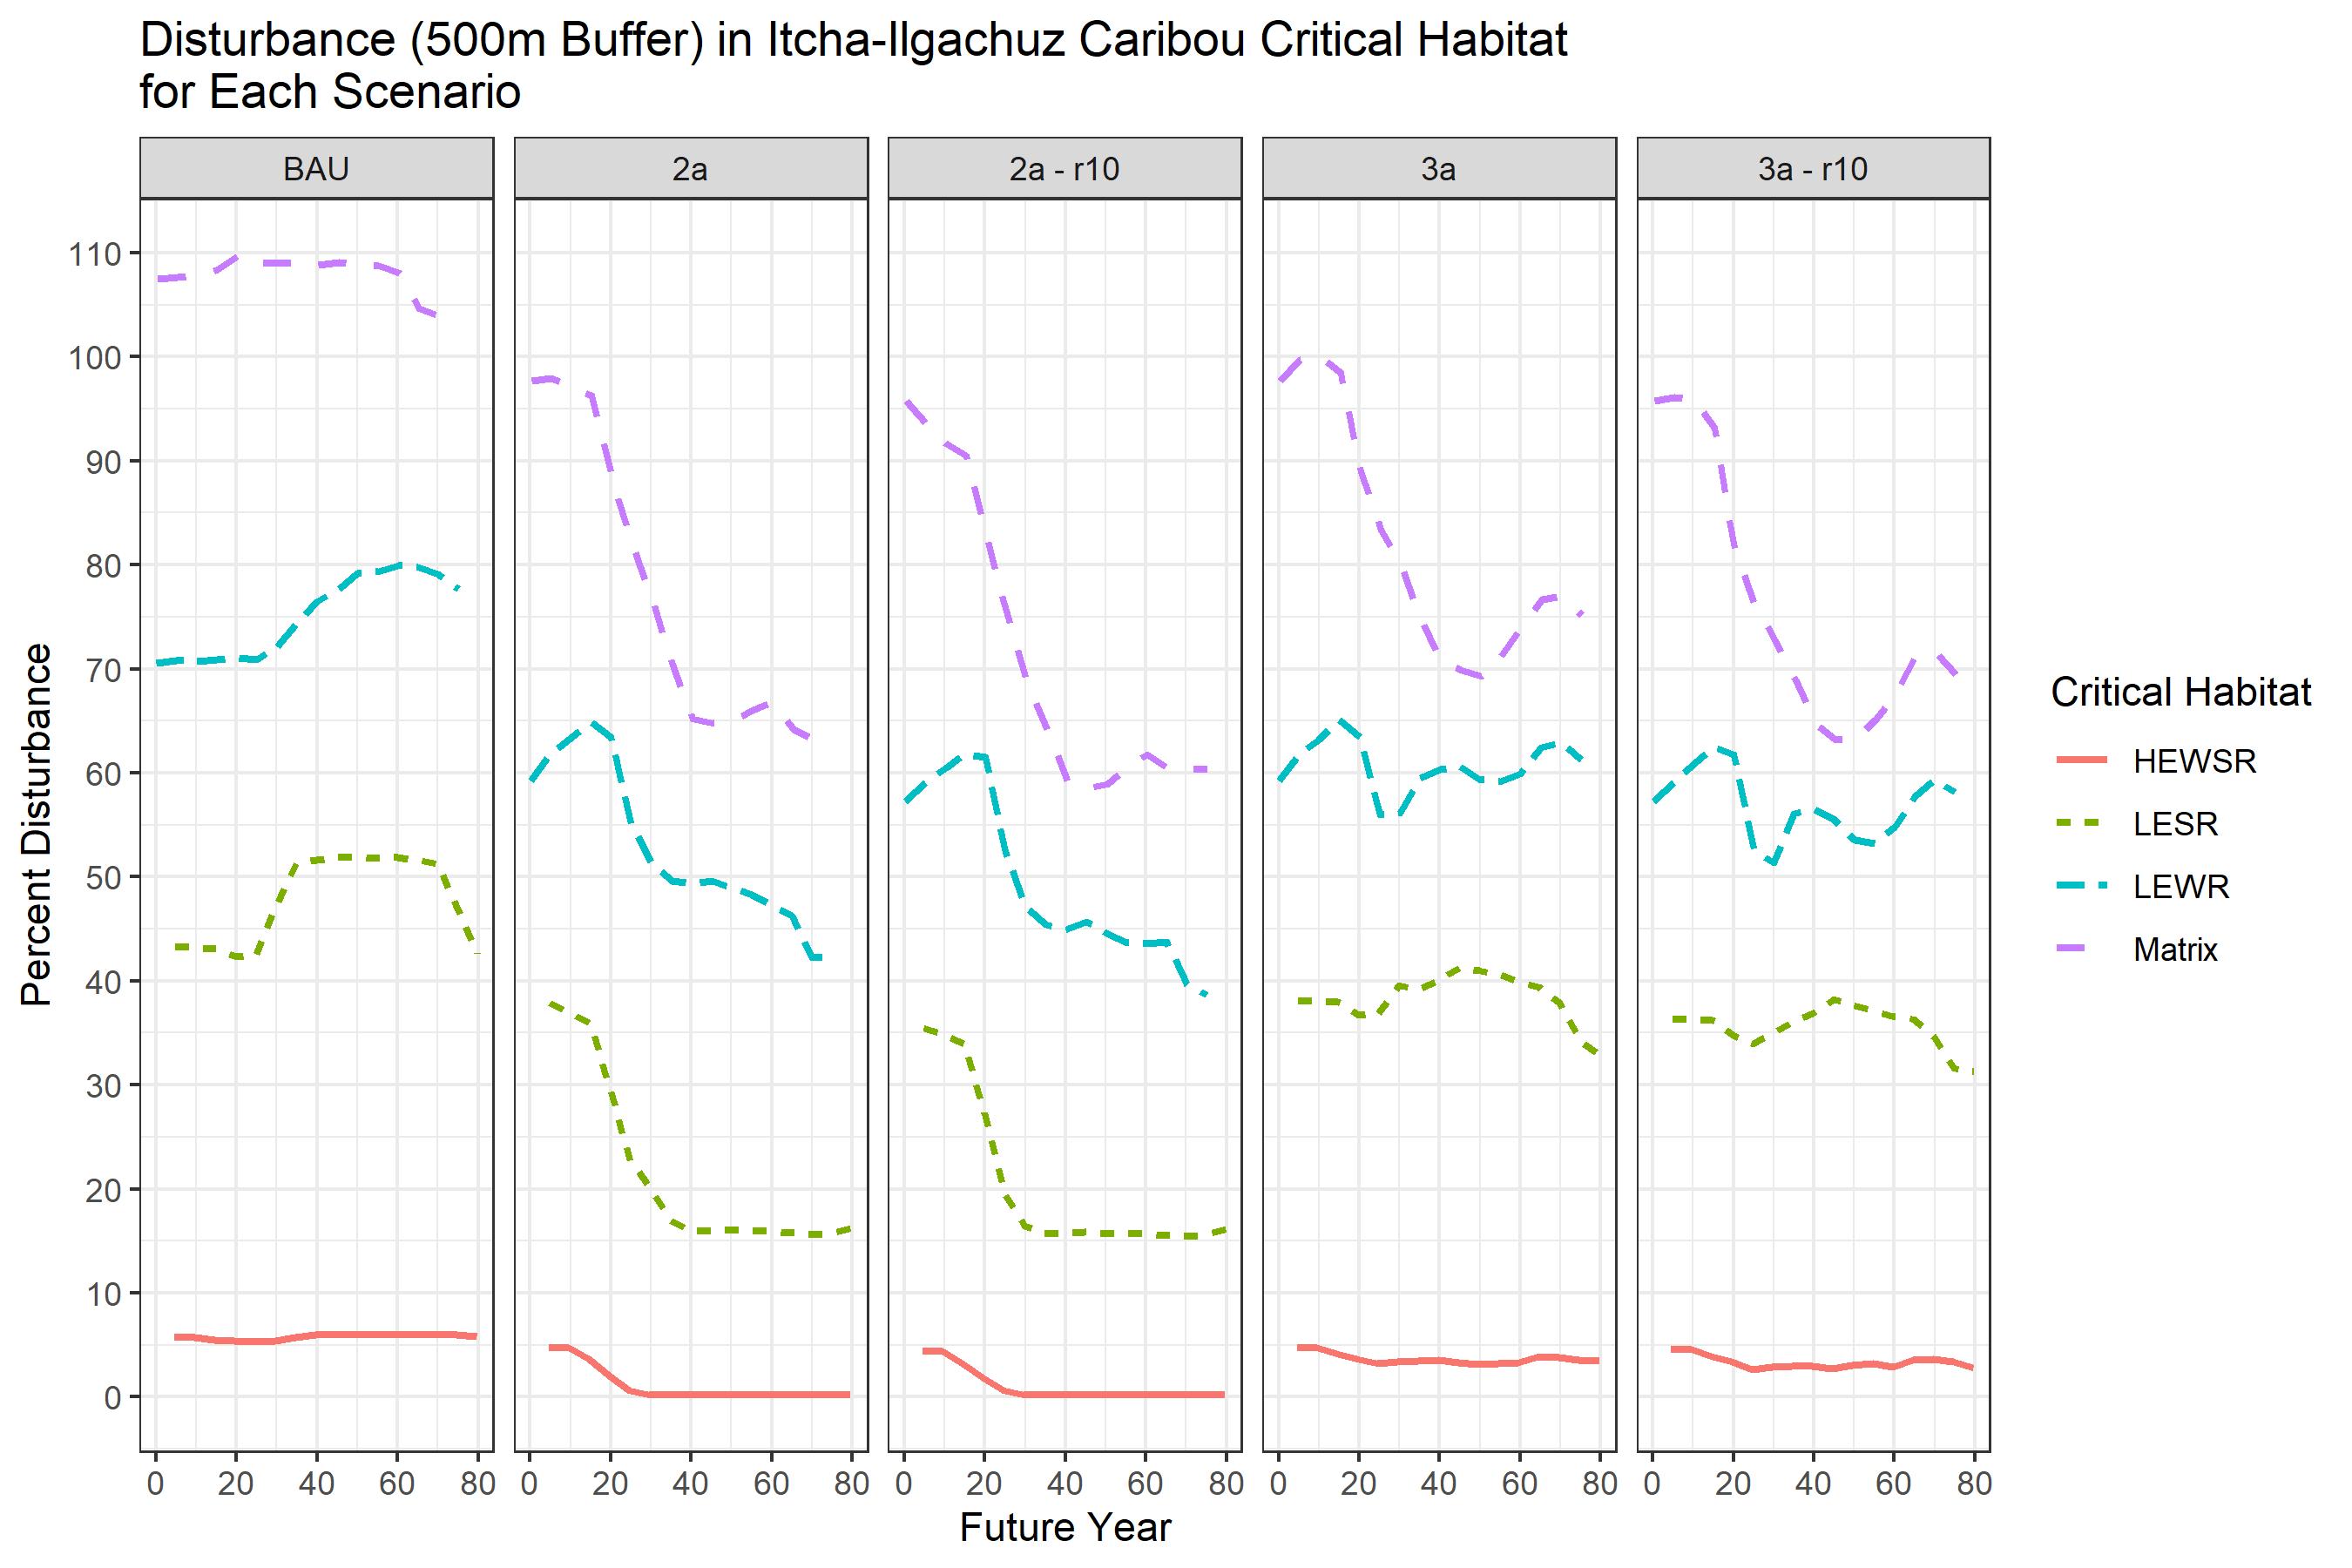 Disturbance (500m Buffer) in Itcha-Ilgachuz Caribou Critical Habitat
for Each Scenario
BAU 2a 2a - r10 3a 3a - r10
110
100
90
80
70
60
50
40
30
20
10
0
Percent Disturbance
0 20 40 60 80 0 20 40 60 80 0 20 40 60 80 0 20 40 60 80 0 20 40 60 80
Future Year
Critical Habitat
HEWSR
LESR
LEWR
Matrix